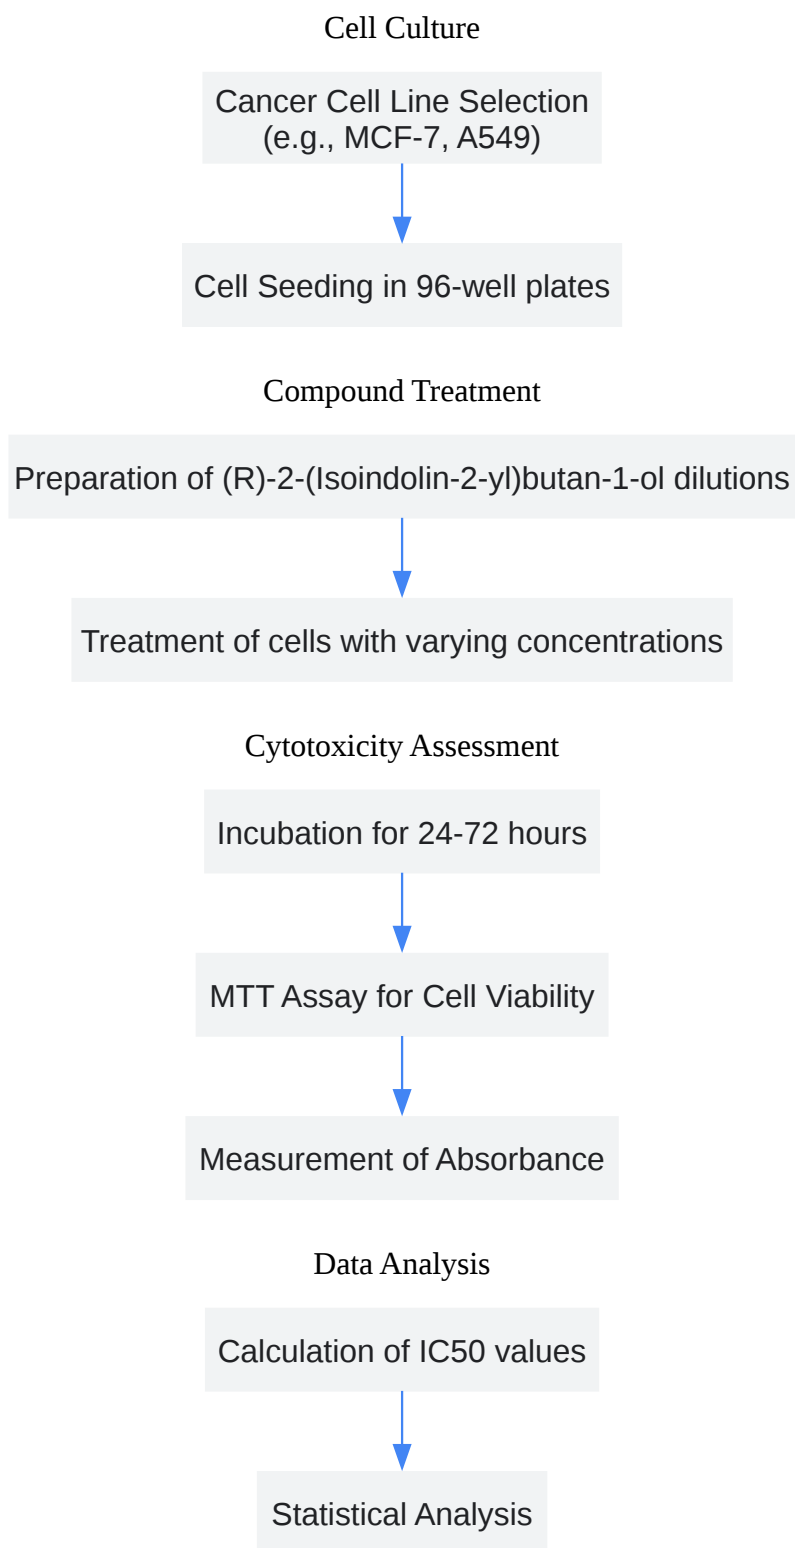 Cell Culture
Cancer Cell Line Selection
(e.g., MCF-7, A549)
Cell Seeding in 96-well plates
Compound Treatment
Preparation of (R)-2-(Isoindolin-2-yl)butan-1-ol dilutions
Treatment of cells with varying concentrations
Cytotoxicity Assessment
Incubation for 24-72 hours
MTT Assay for Cell Viability
Measurement of Absorbance
Data Analysis
Calculation of IC50 values
Statistical Analysis